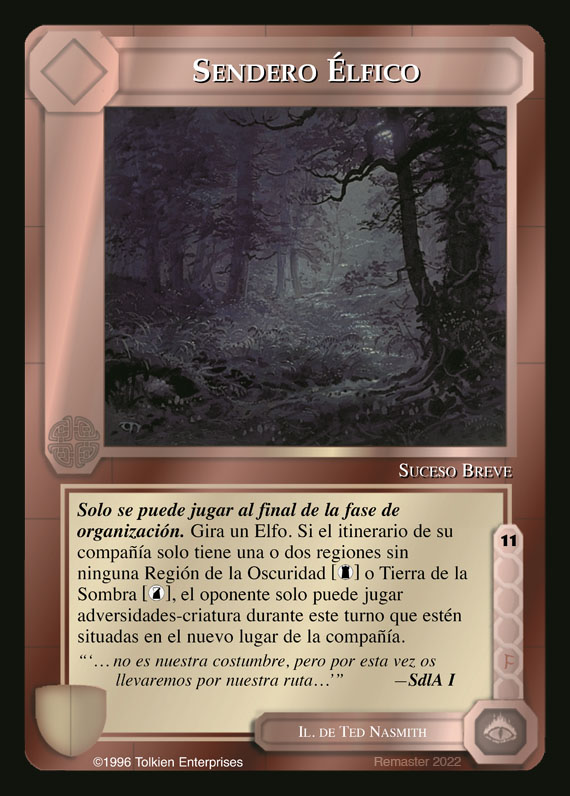 Sendero Élfico
Suceso Breve
Solo se puede jugar al final de la fase de
organización. Gira un Elfo. Si el itinerario de su
compañía solo tiene una o dos regiones sin
ninguna Región de la Oscuridad [ ] o Tierra de la
Sombra [ ], el oponente solo puede jugar
adversidades-criatura durante este turno que estén
situadas en el nuevo lugar de la compañía.
“‘… no es nuestra costumbre, pero por esta vez os
llevaremos por nuestra ruta…’” —SdlA I
11
F
Il. de Ted Nasmith
©1996 Tolkien Enterprises
Remaster 2022